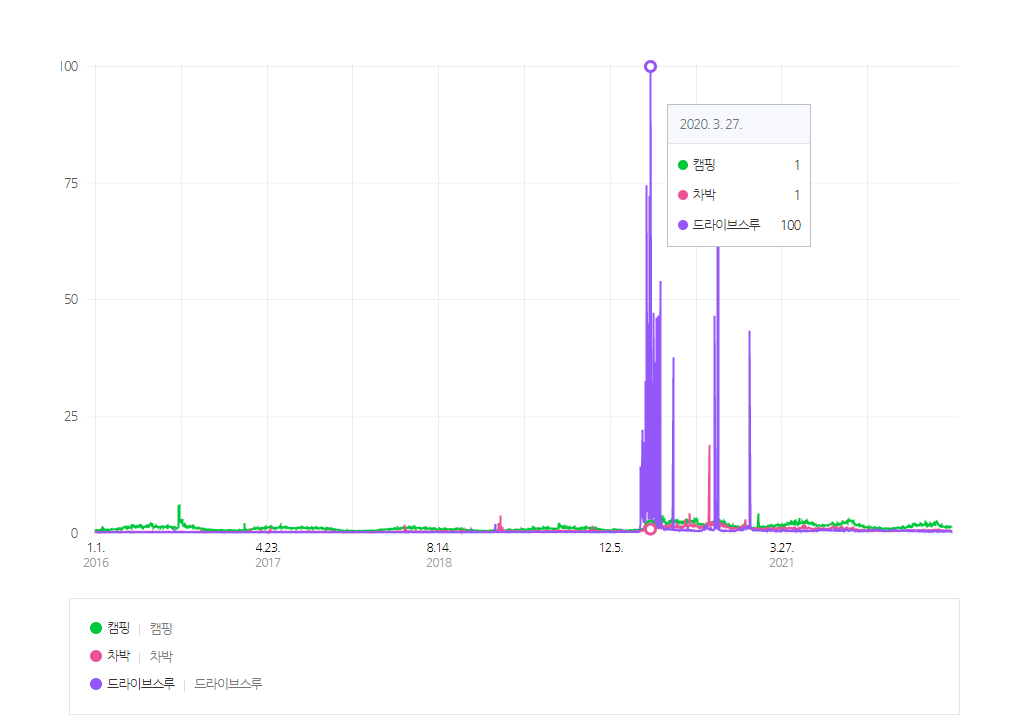 100
2020. 3. 27.
캠핑 1
75
차박 1
드라이브스루 100
50
25
0
1.1. 4.23. 8.14. 12.5. 3.27.
2016 2017 2018 2021
캠핑 | 캠핑
차박 | 차박
드라이브스루 | 드라이브스루